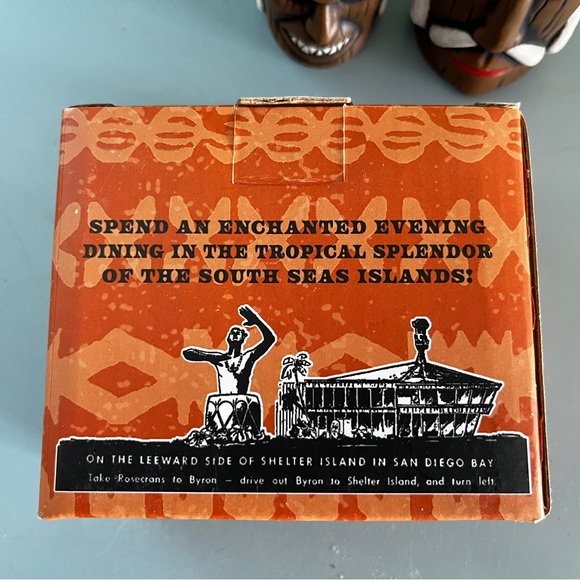 SPEND AN ENCHANTED EVENING
DINING IN THE TROPICAL SPLENDOR
OF THE SOUTH SEAS ISLANDS!
ON THE LEEWARD SIDE OF SHELTER ISLAND IN SAN DIEGO BAY
Take Rosecrans to Byron — drive out Byron to Shelter Island, and turn left.